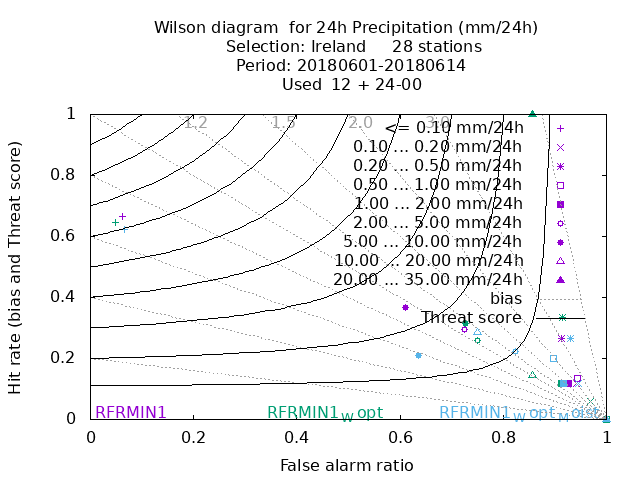 Wilson diagram for 24h Precipitation (mm/24h)
Selection: Ireland 28 stations
Period: 20180601-20180614
Used 12 + 24-00
Hit rate (bias and Threat score)
1
0.8
0.6
0.4
0.2
0
1.2 1.5 2.0 3.0
<= 0.10 mm/24h
0.10 ... 0.20 mm/24h
0.20 ... 0.50 mm/24h
0.50 ... 1.00 mm/24h
1.00 ... 2.00 mm/24h
2.00 ... 5.00 mm/24h
5.00 ... 10.00 mm/24h
10.00 ... 20.00 mm/24h
20.00 ... 35.00 mm/24h
bias
Threat score
RFRMIN1 RFRMIN1W opt RFRMIN1W opt
0 0.2 0.4 0.6 0.8 1
False alarm ratio